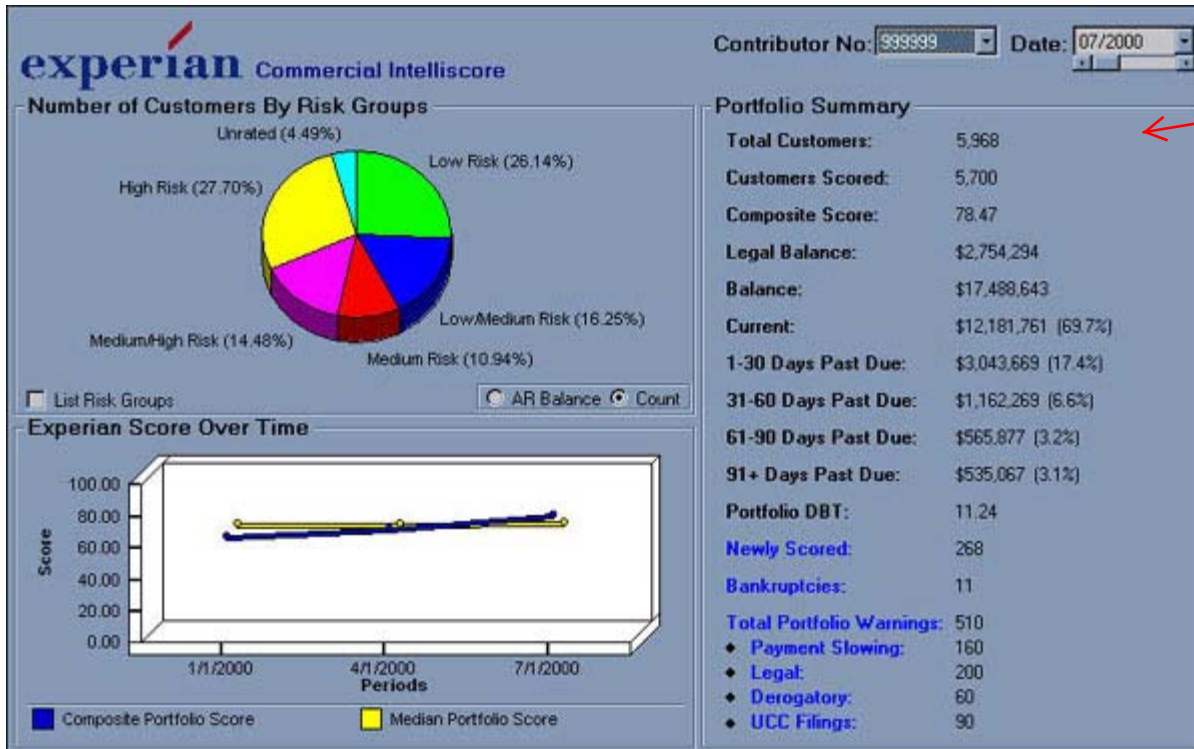 experian Commercial Intelliscore
Contributor No: 999999 Date: 07/2000
Number of Customers By Risk Groups
Unrated (4.49%)
Low Risk (26.14%)
High Risk (27.70%)
Low/Medium Risk (16.25%)
Medium/High Risk (14.48%)
Medium Risk (10.94%)
List Risk Groups
AR Balance Count
Experian Score Over Time
100.00
80.00
60.00
40.00
20.00
0.00
Score
1/1/2000 4/1/2000 7/1/2000
Periods
Composite Portfolio Score Median Portfolio Score
Portfolio Summary
Total Customers: 5,968
Customers Scored: 5,700
Composite Score: 78.47
Legal Balance: $2,754,294
Balance: $17,488,643
Current: $12,181,761 (69.7%)
1-30 Days Past Due: $3,043,669 (17.4%)
31-60 Days Past Due: $1,162,269 (6.6%)
61-90 Days Past Due: $565,877 (3.2%)
91+ Days Past Due: $535,067 (3.1%)
Portfolio DBT: 11.24
Newly Scored: 268
Bankruptcies: 11
Total Portfolio Warnings: 510
Payment Slowing: 160
Legal: 200
Derogatory: 60
UCC Filings: 90